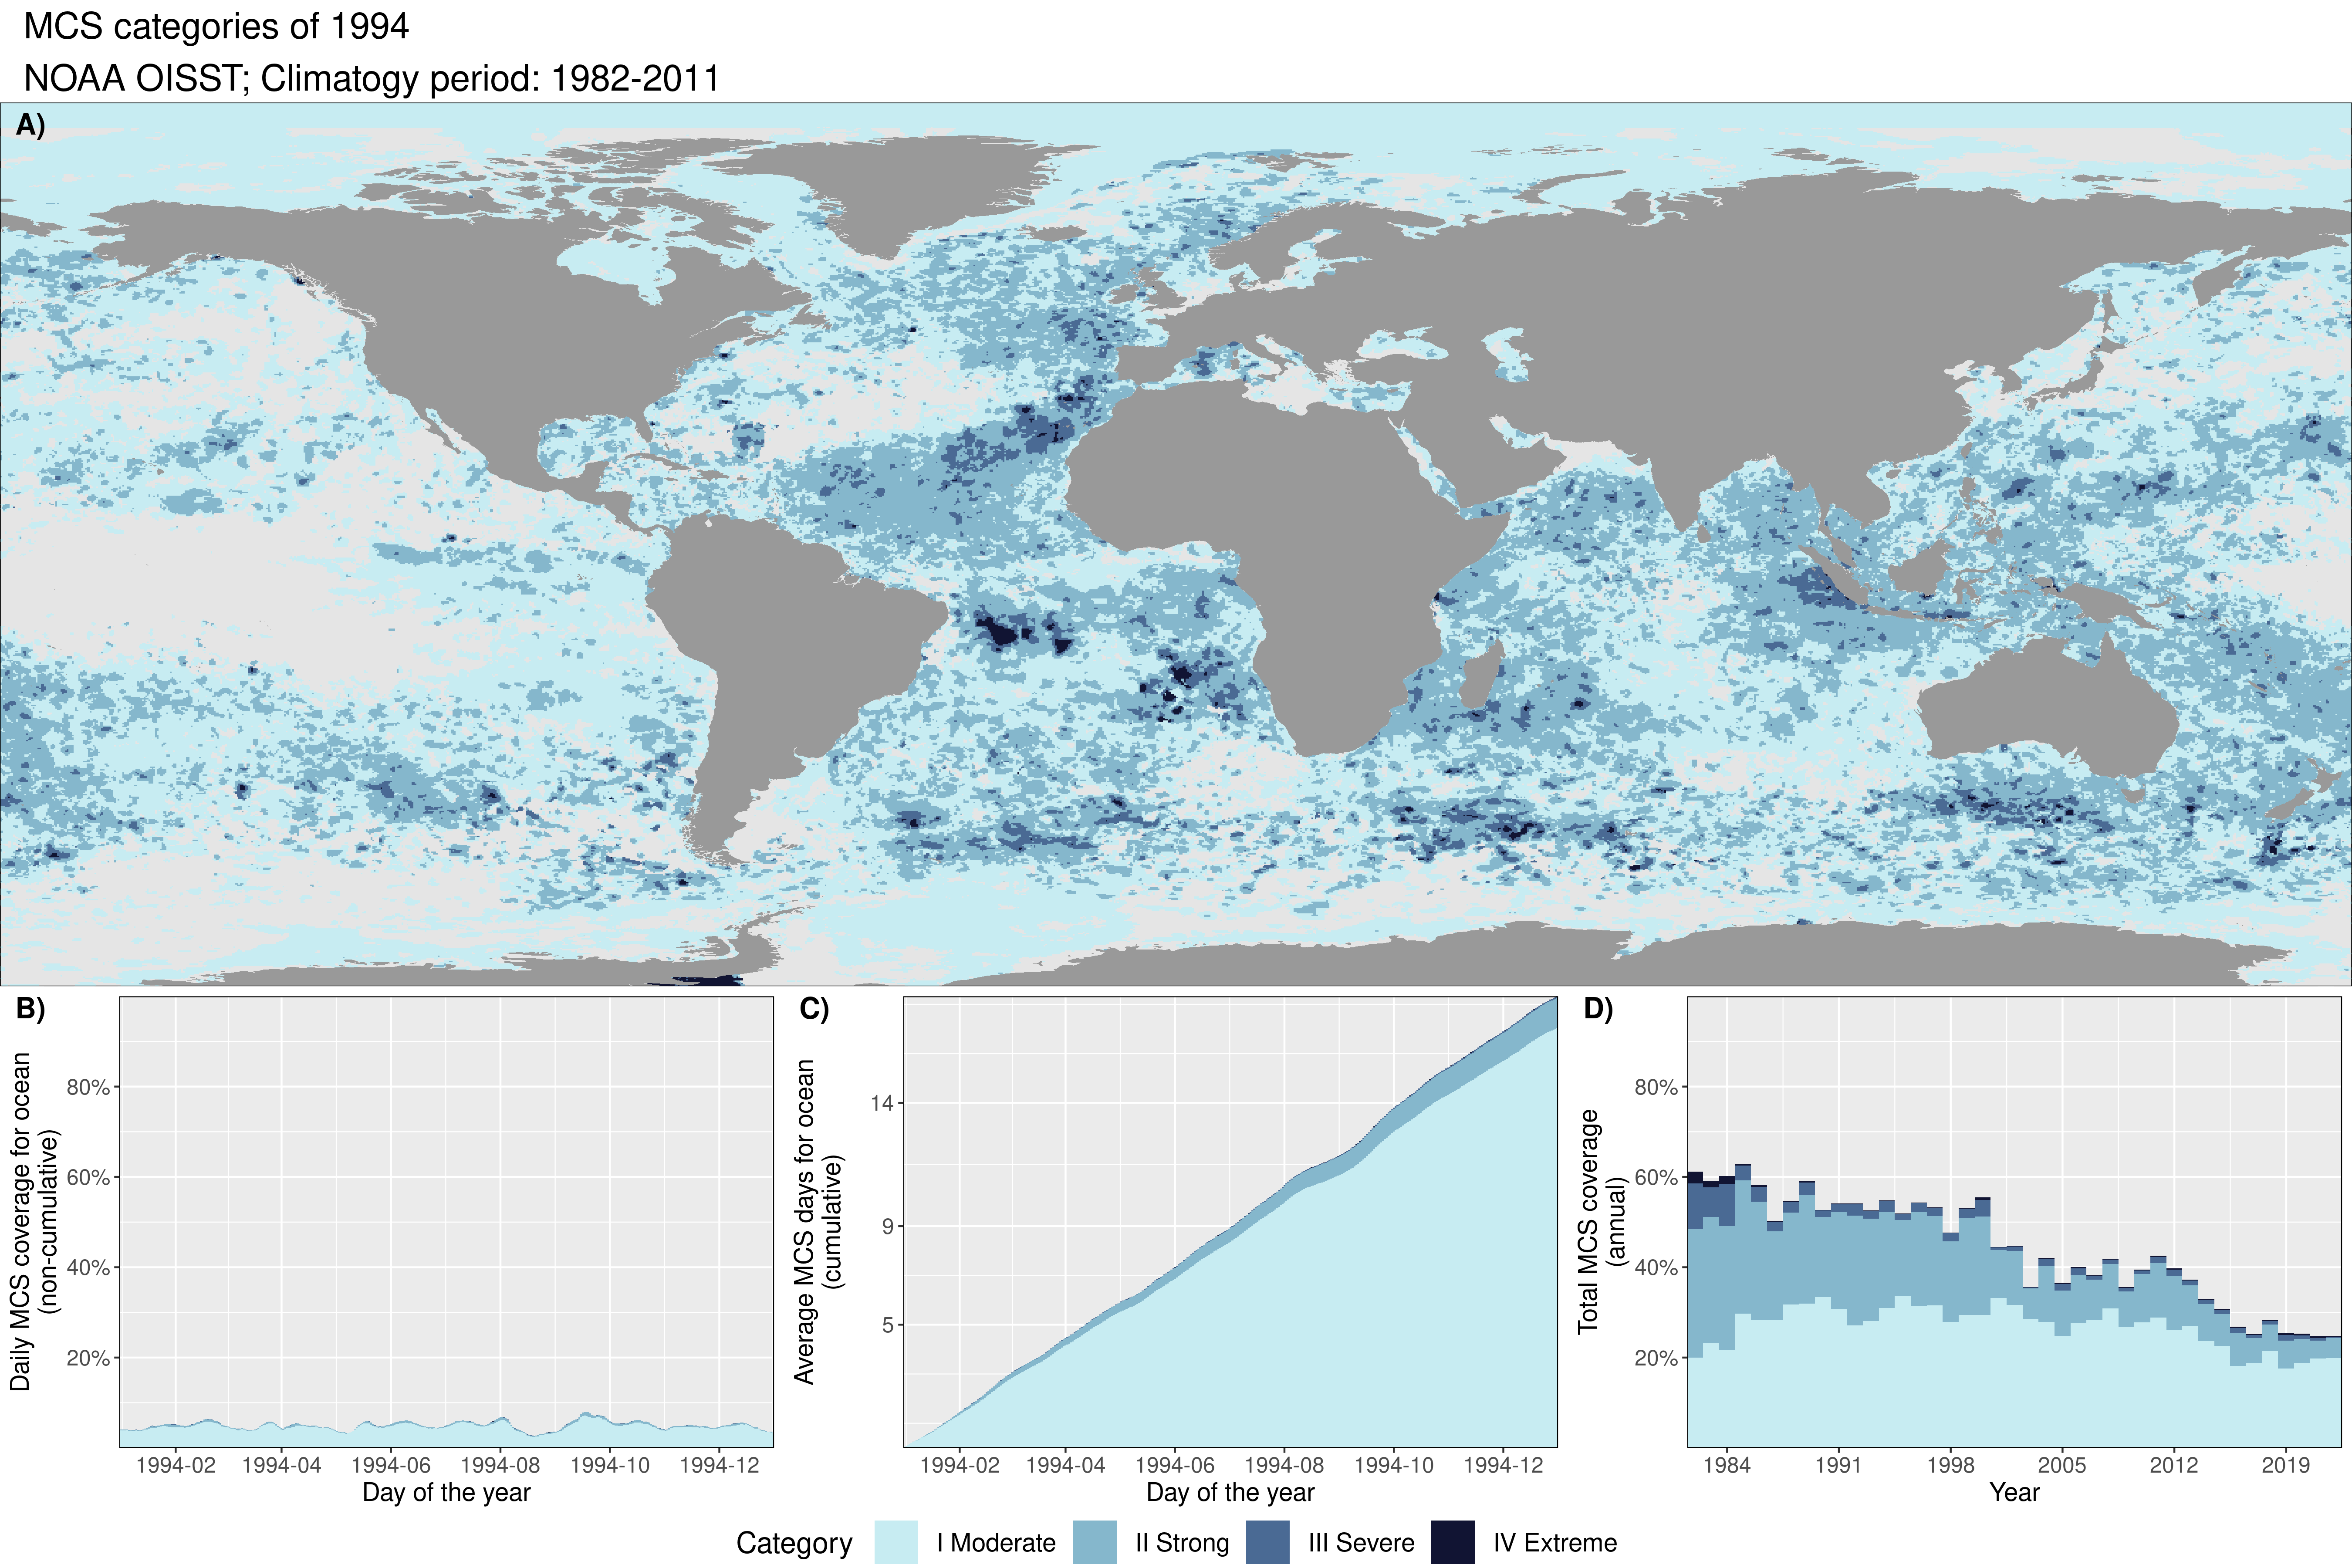 MCS categories of 1994
NOAA OISST; Climatogy period: 1982-2011
A)
B)
Daily MCS coverage for ocean
(non-cumulative)
80%
60%
40%
20%
1994-02 1994-04 1994-06 1994-08 1994-10 1994-12
Day of the year
C)
Average MCS days for ocean
(cumulative)
14
9
5
1994-02 1994-04 1994-06 1994-08 1994-10 1994-12
Day of the year
D)
Total MCS coverage
(annual)
80%
60%
40%
20%
1984 1991 1998 2005 2012 2019
Year
Category I Moderate II Strong III Severe IV Extreme